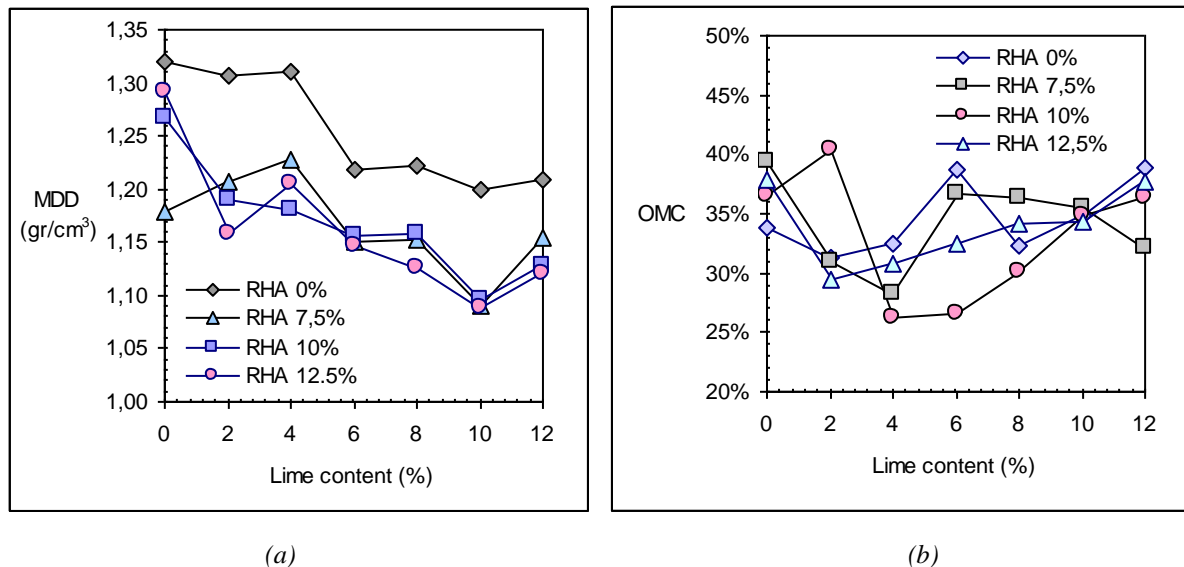 1,35
1,30
1,25
1,20
1,15
1,10
1,05
1,00
MDD
(gr/cm³)
RHA 0%
RHA 7,5%
RHA 10%
RHA 12.5%
0 2 4 6 8 10 12
Lime content (%)
(a)
50%
45%
40%
35%
30%
25%
20%
OMC
RHA 0%
RHA 7,5%
RHA 10%
RHA 12,5%
0 2 4 6 8 10 12
Lime content (%)
(b)